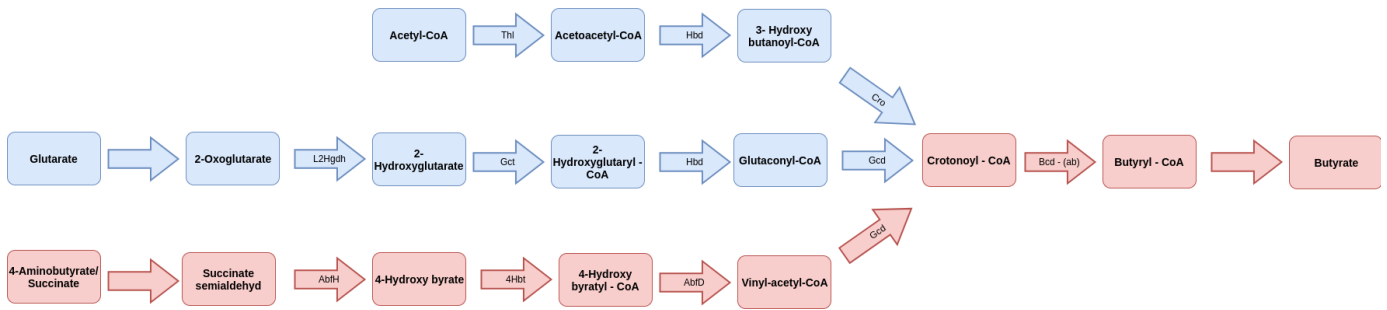 Acetyl-CoA
Thl
Acetoacetyl-CoA
Hbd
3- Hydroxy
butanoyl-CoA
Cro
Glutarate
2-Oxoglutarate
L2Hgdh
2-
Hydroxyglutarate
Gct
2-
Hydroxyglutaryl -
CoA
Hbd
Glutaconyl-CoA
Gcd
Crotonoyl - CoA
Bcd - (ab)
Butyryl - CoA
Butyrate
Gcd
4-Aminobutyrate/
Succinate
Succinate
semialdehyd
AbfH
4-Hydroxy byrate
4Hbt
4-Hydroxy
byratyl - CoA
AbfD
Vinyl-acetyl-CoA